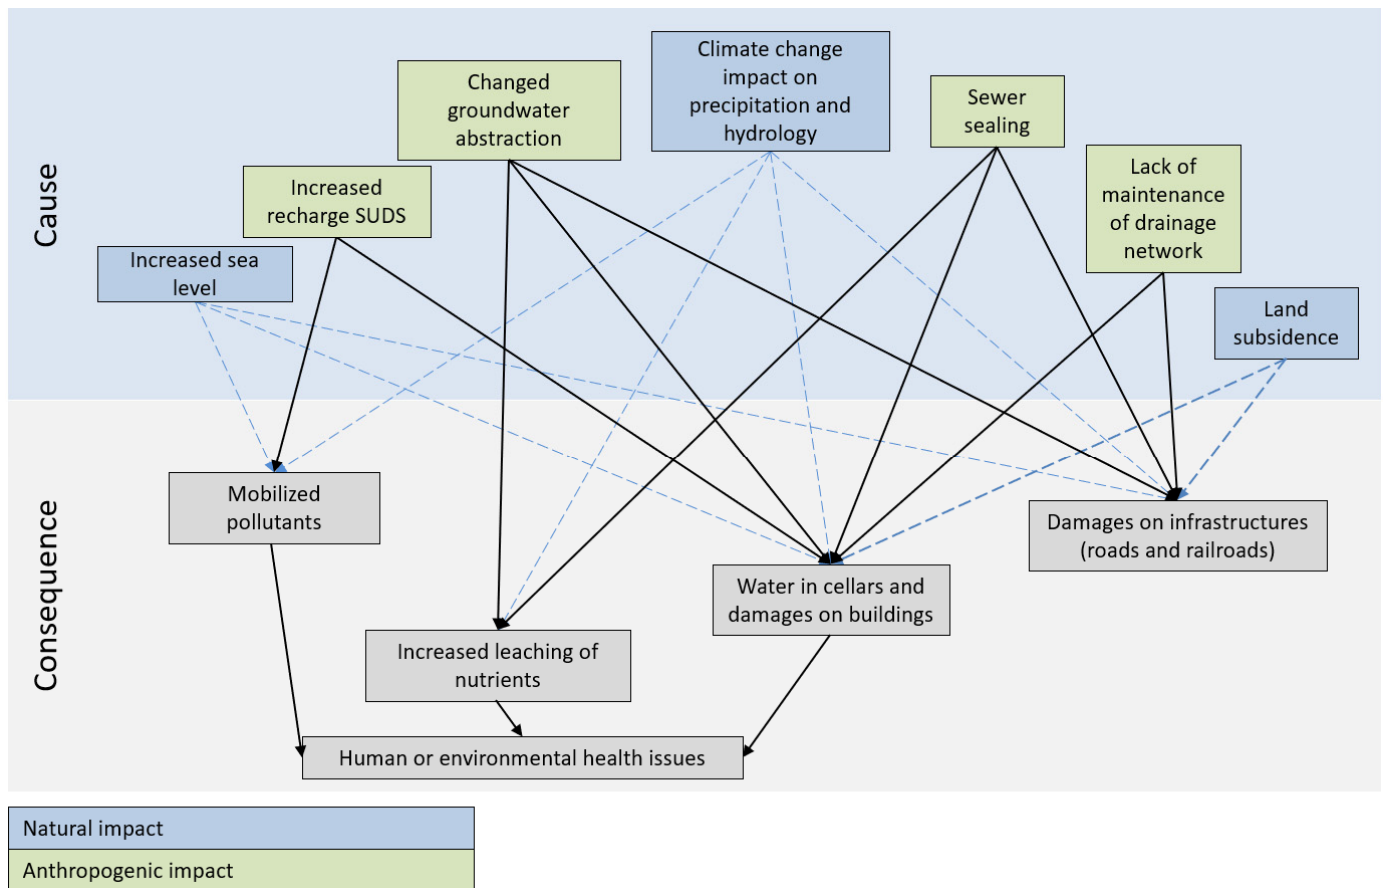 Cause
Climate change
impact on
precipitation and
hydrology
Changed
groundwater
abstraction
Sewer
sealing
Lack of
maintenance
of drainage
network
Increased
recharge SUDS
Increased sea
level
Land
subsidence
Consequence
Mobilized
pollutants
Damages on infrastructures
(roads and railroads)
Water in cellars and
damages on buildings
Increased leaching of
nutrients
Human or environmental health issues
Natural impact
Anthropogenic impact